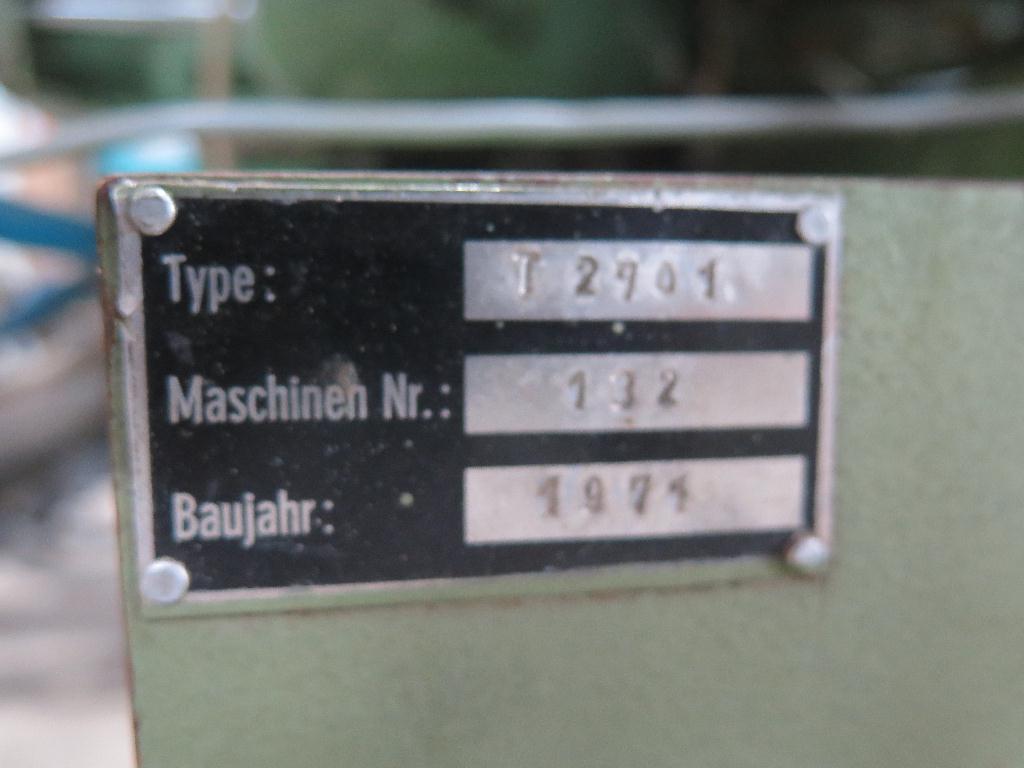 Type: T 2701
Maschinen Nr.: 132
Baujahr: 1971